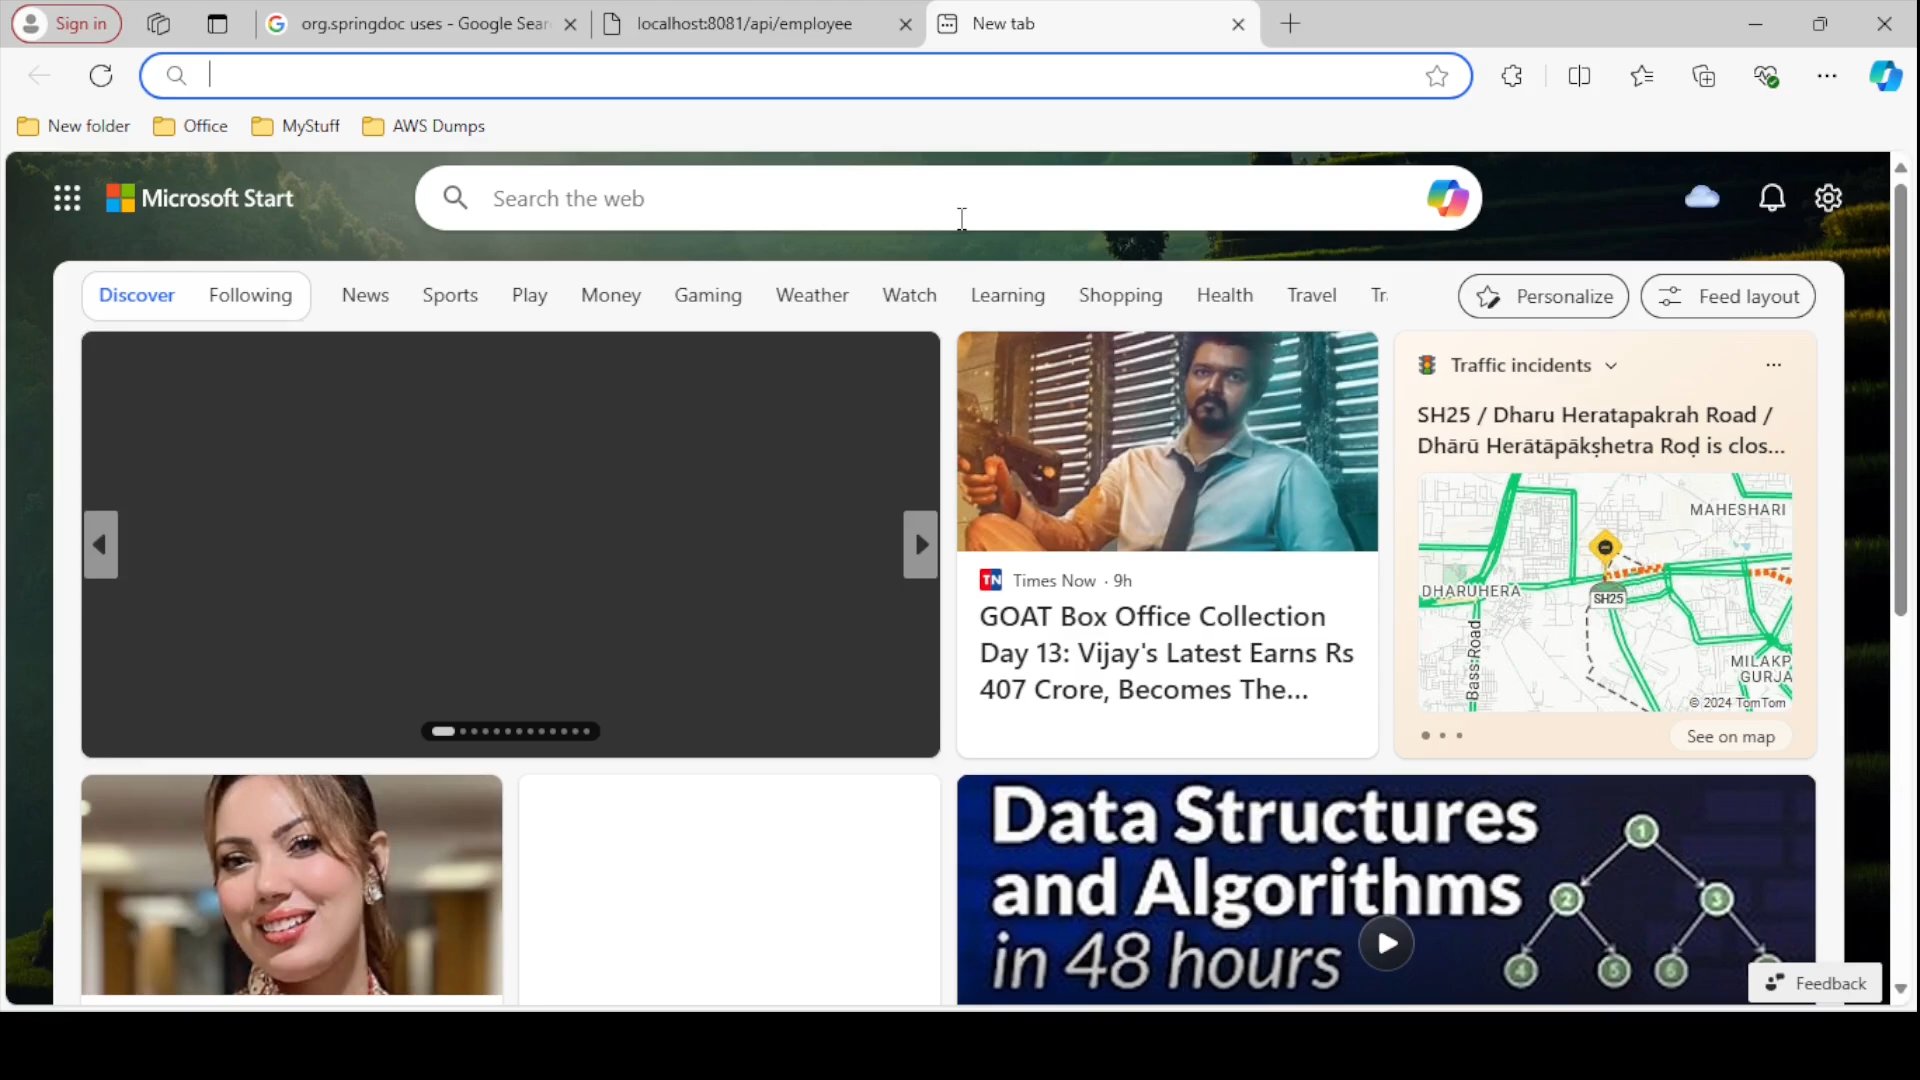 Sign in
org.springdoc uses - Google Sear
localhost:8081/api/employee
New tab
New folder
Office
MyStuff
AWS Dumps
Microsoft Start
Search the web
Discover
Following
News
Sports
Play
Money
Gaming
Weather
Watch
Learning
Shopping
Health
Travel
Tr
Personalize
Feed layout
TN Times Now · 9h
GOAT Box Office Collection
Day 13: Vijay's Latest Earns Rs
407 Crore, Becomes The...
Traffic incidents
SH25 / Dharu Heratapakrah Road /
Dhārū Herātāpākṣhetra Roḍ is clos...
MAHESHARI
DHARUHERA
SH25
Bass Road
MILAKP
GURJA
© 2024 TomTom
See on map
Data Structures
and Algorithms
in 48 hours
1
2
3
4
5
6
Feedback